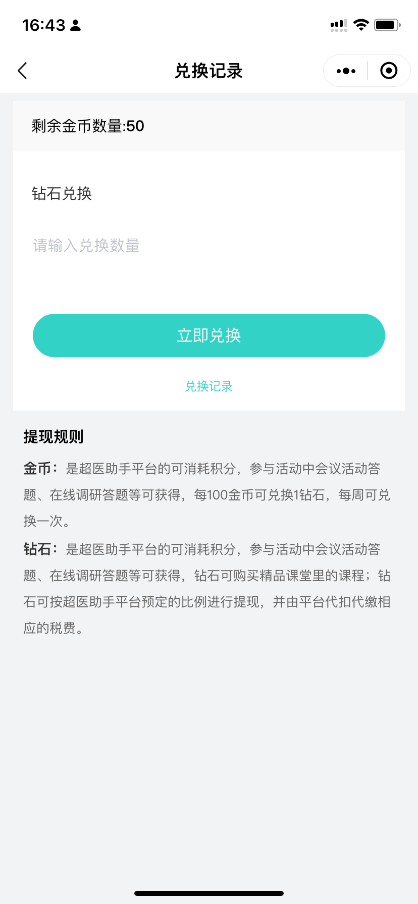 16:43
兑换记录
剩余金币数量:50
钻石兑换
请输入兑换数量
立即兑换
兑换记录
提现规则
金币：是超医助手平台的可消耗积分，参与活动中会议活动答
题、在线调研答题等可获得，每100金币可兑换1钻石，每周可兑
换一次。
钻石：是超医助手平台的可消耗积分，参与活动中会议活动答
题、在线调研答题等可获得，钻石可购买精品课堂里的课程；钻
石可按超医助手平台预定的比例进行提现，并由平台代扣代缴相
应的税费。